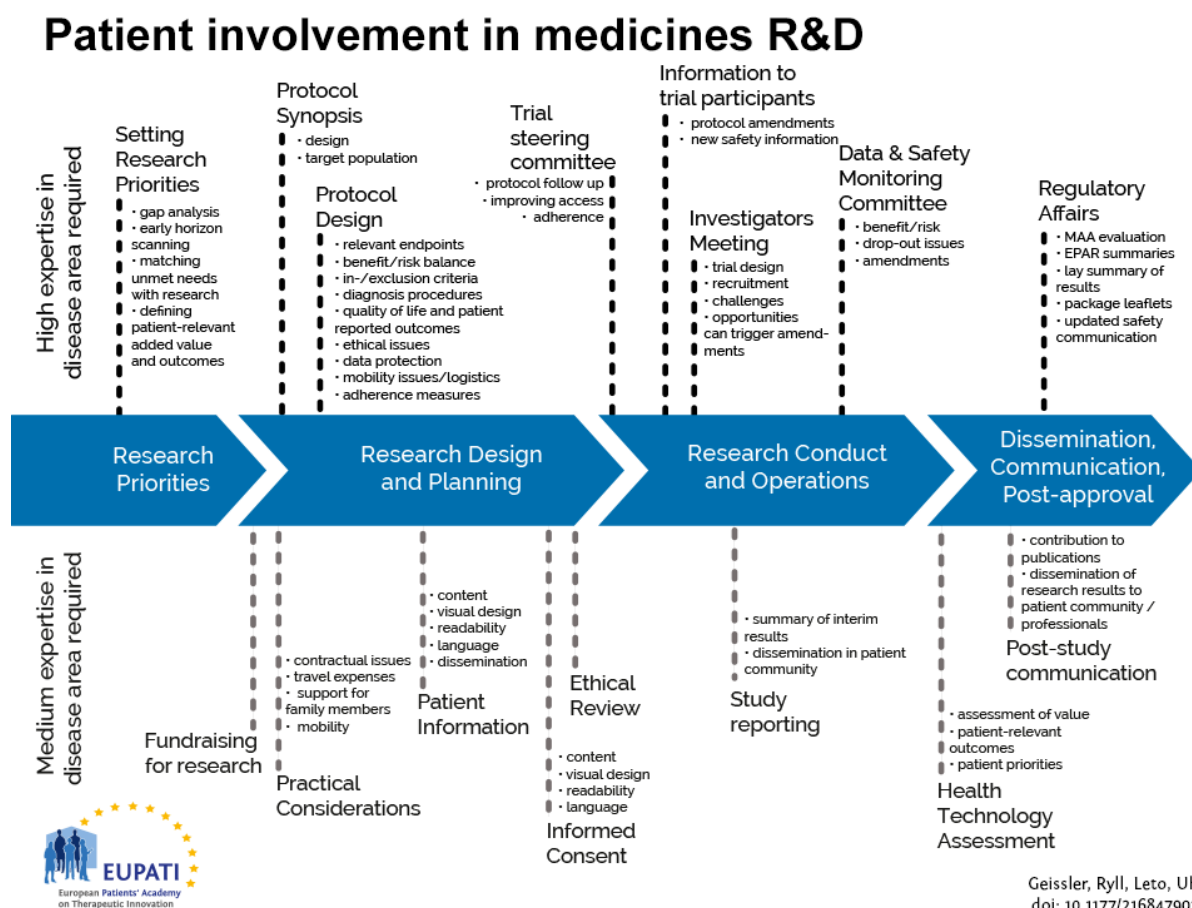 Patient involvement in medicines R&D
High expertise in
disease area required
Setting
Research
Priorities
• gap analysis
• early horizon
scanning
• matching
unmet needs
with research
• defining
patient-relevant
added value
and outcomes
Protocol
Synopsis
• design
• target population
Protocol
Design
• relevant endpoints
• benefit/risk balance
• in-/exclusion criteria
• diagnosis procedures
• quality of life and patient
reported outcomes
• ethical issues
• data protection
• mobility issues/logistics
• adherence measures
Trial
steering
committee
• protocol follow up
• improving access
• adherence
Information to
trial participants
• protocol amendments
• new safety information
Investigators
Meeting
• trial design
• recruitment
• challenges
• opportunities
can trigger amend-
ments
Data & Safety
Monitoring
Committee
• benefit/risk
• drop-out issues
• amendments
Regulatory
Affairs
• MAA evaluation
• EPAR summaries
• lay summary of
results
• package leaflets
• updated safety
communication
Research
Priorities
Research Design
and Planning
Research Conduct
and Operations
Dissemination,
Communication,
Post-approval
Medium expertise in
disease area required
Fundraising
for research
• contractual issues
• travel expenses
• support for
family members
• mobility
Practical
Considerations
• content
• visual design
• readability
• language
• dissemination
Patient
Information
Ethical
Review
• content
• visual design
• readability
• language
Informed
Consent
• summary of interim
results
• dissemination in patient
community
Study
reporting
• contribution to
publications
• dissemination of
research results to
patient community /
professionals
Post-study
communication
• assessment of value
• patient-relevant
outcomes
• patient priorities
Health
Technology
Assessment
EUPATI
European Patients' Academy
on Therapeutic Innovation
Geissler, Ryll, Leto,
doi: 10.1177/21684790